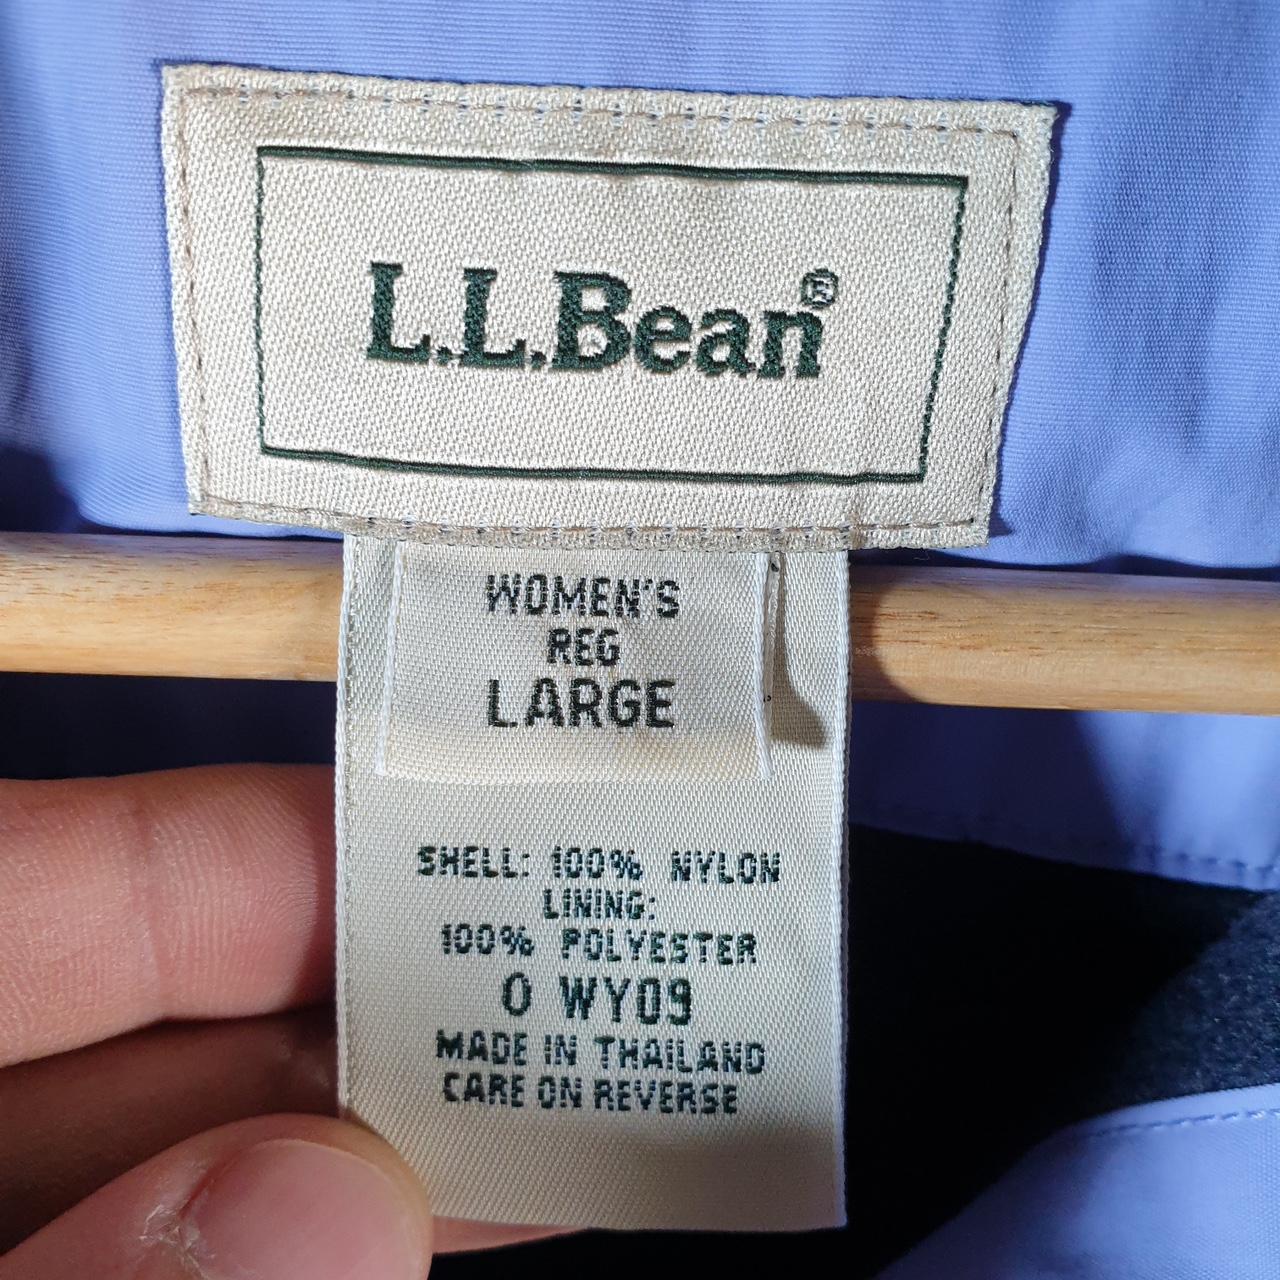 L.L.Bean®
WOMEN'S
REG
LARGE
SHELL: 100% NYLON
LINING:
100% POLYESTER
0 WY09
MADE IN THAILAND
CARE ON REVERSE